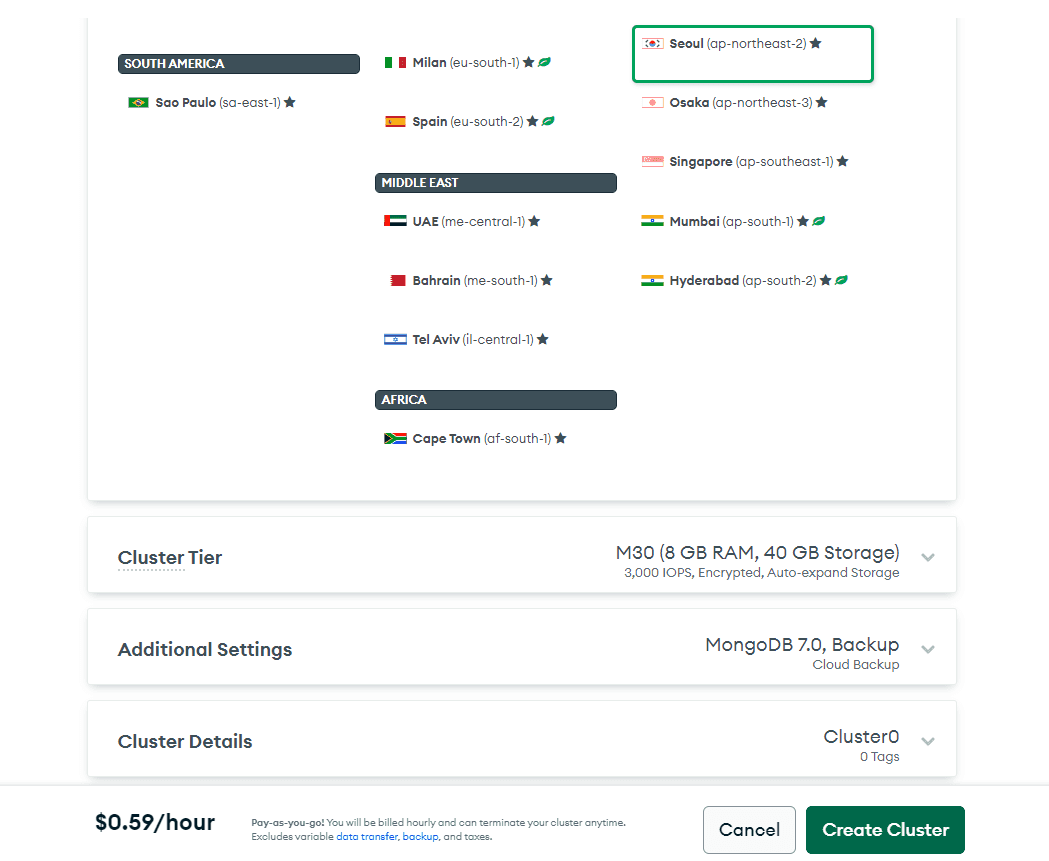 SOUTH AMERICA
Sao Paulo (sa-east-1)
Milan (eu-south-1)
Spain (eu-south-2)
MIDDLE EAST
UAE (me-central-1)
Bahrain (me-south-1)
Tel Aviv (il-central-1)
AFRICA
Cape Town (af-south-1)
Seoul (ap-northeast-2)
Osaka (ap-northeast-3)
Singapore (ap-southeast-1)
Mumbai (ap-south-1)
Hyderabad (ap-south-2)
Cluster Tier
M30 (8 GB RAM, 40 GB Storage)
3,000 IOPS, Encrypted, Auto-expand Storage
Additional Settings
MongoDB 7.0, Backup
Cloud Backup
Cluster Details
Cluster0
0 Tags
$0.59/hour
Pay-as-you-go! You will be billed hourly and can terminate your cluster anytime.
Excludes variable data transfer, backup, and taxes.
Cancel
Create Cluster